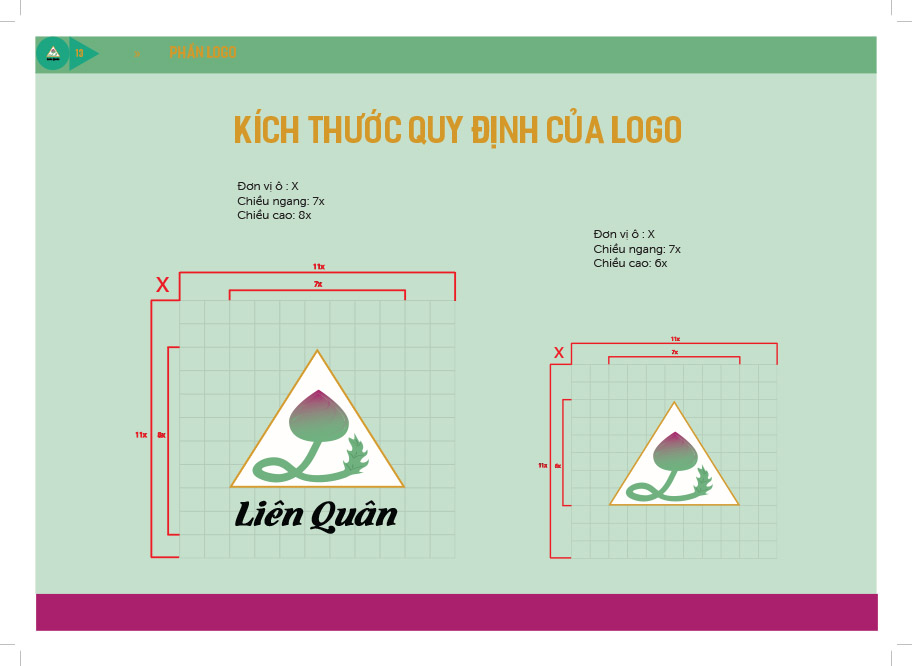 13
PHẦN LOGO
KÍCH THƯỚC QUY ĐỊNH CỦA LOGO
Đơn vị ô : X
Chiều ngang: 7x
Chiều cao: 8x
Đơn vị ô : X
Chiều ngang: 7x
Chiều cao: 6x
11x
X
7x
11x
8x
Liên Quân
11x
X
7x
11x
6x